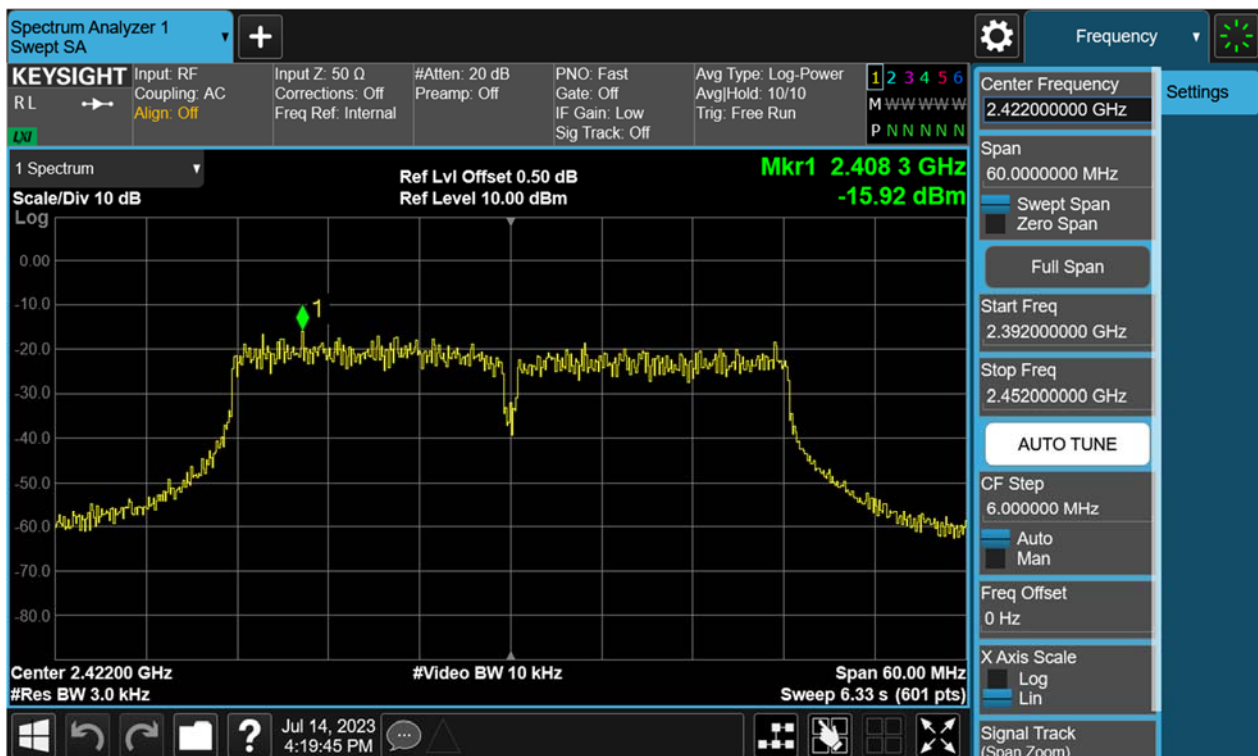 Spectrum Analyzer 1
Swept SA
+
Frequency
KEYSIGHT
R L
LXI
Input: RF
Coupling: AC
Align: Off
Input Z: 50 Ω
Corrections: Off
Freq Ref: Internal
#Atten: 20 dB
Preamp: Off
PNO: Fast
Gate: Off
IF Gain: Low
Sig Track: Off
Avg Type: Log-Power
Avg|Hold: 10/10
Trig: Free Run
1 2 3 4 5 6
M W W W W W
P N N N N N
1 Spectrum
Scale/Div 10 dB
Log
Ref Lvl Offset 0.50 dB
Ref Level 10.00 dBm
Mkr1 2.408 3 GHz
-15.92 dBm
0.00
-10.0
-20.0
-30.0
-40.0
-50.0
-60.0
-70.0
-80.0
1
Center 2.42200 GHz
#Res BW 3.0 kHz
#Video BW 10 kHz
Span 60.00 MHz
Sweep 6.33 s (601 pts)
Center Frequency
2.422000000 GHz
Settings
Span
60.0000000 MHz
Swept Span
Zero Span
Full Span
Start Freq
2.392000000 GHz
Stop Freq
2.452000000 GHz
AUTO TUNE
CF Step
6.000000 MHz
Auto
Man
Freq Offset
0 Hz
X Axis Scale
Log
Lin
Signal Track
(Span Zoom)
?
Jul 14, 2023
4:19:45 PM